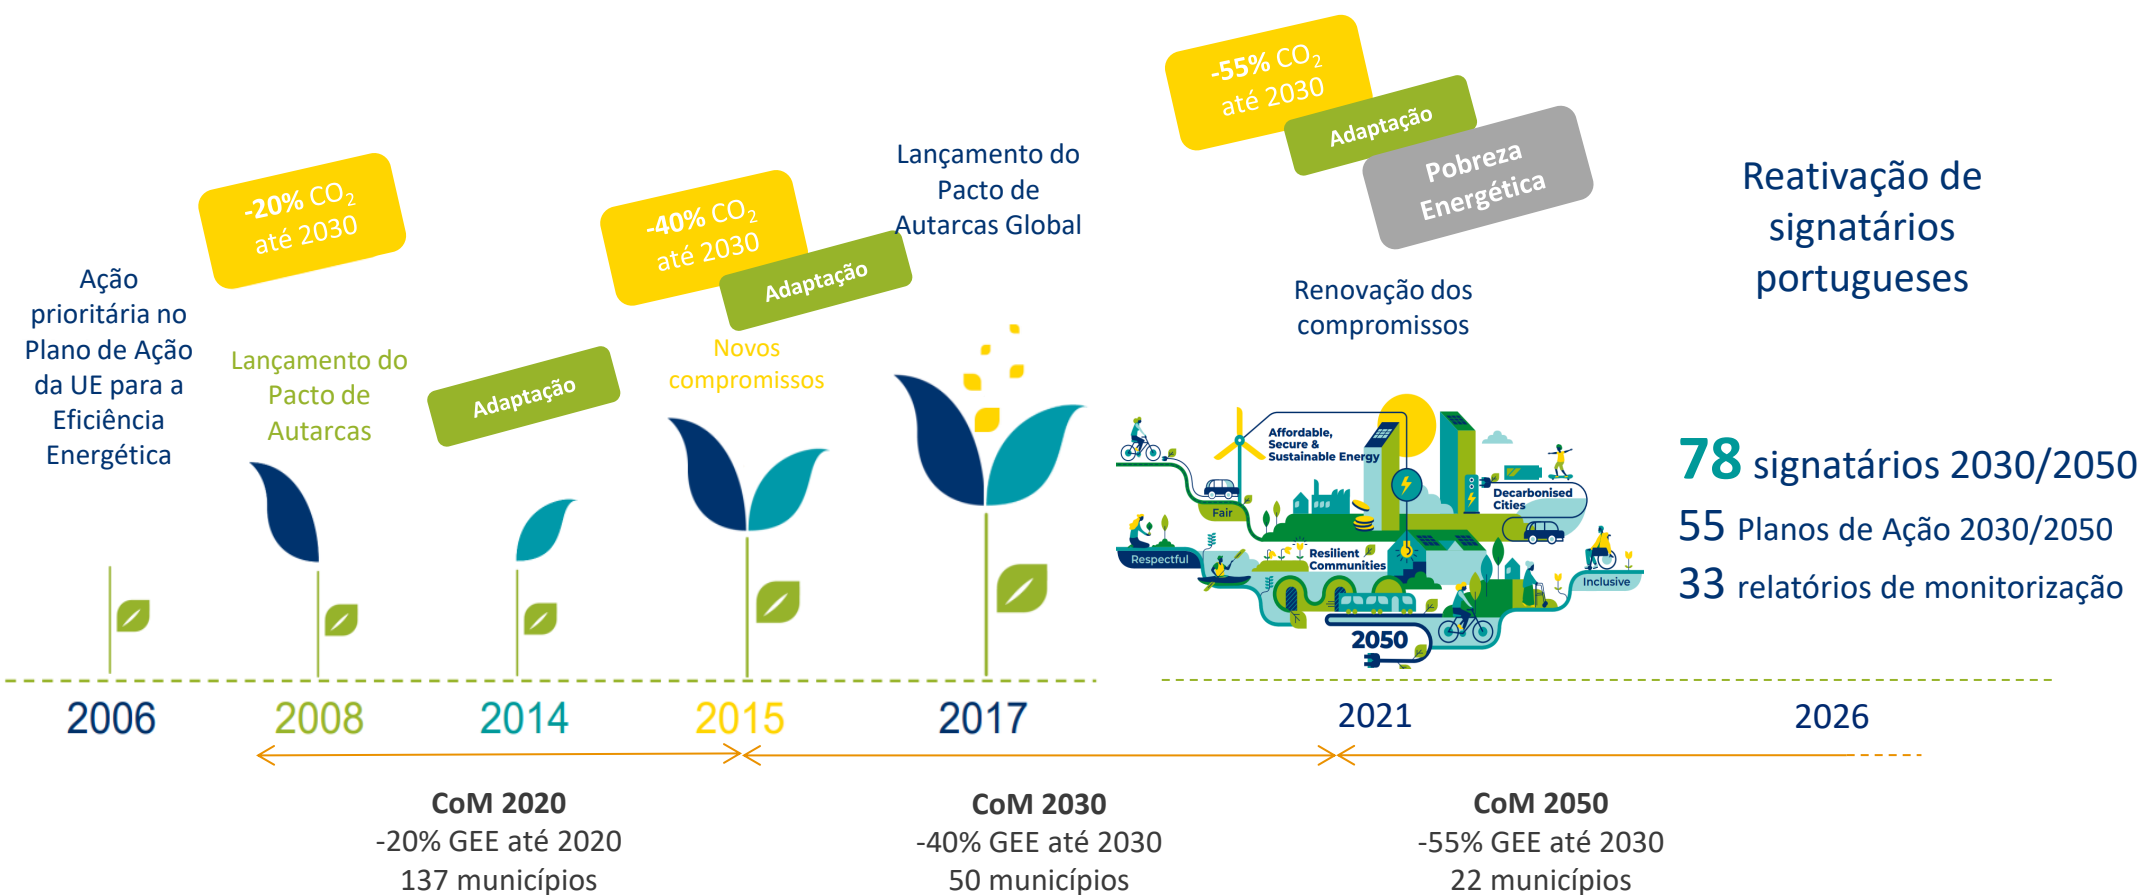 Ação
prioritária no
Plano de Ação
da UE para a
Eficiência
Energética
2006
-20% CO₂
até 2030
Lançamento do
Pacto de
Autarcas
2008
Adaptação
2014
-40% CO₂
até 2030
Adaptação
Novos
compromissos
2015
Lançamento do
Pacto de
Autarcas Global
2017
-55% CO₂
até 2030
Adaptação
Pobreza
Energética
Renovação dos
compromissos
Affordable,
Secure &
Sustainable Energy
Decarbonised
Cities
Fair
Respectful
Resilient
Communities
Inclusive
2050
2021
Reativação de
signatários
portugueses
78 signatários 2030/2050
55 Planos de Ação 2030/2050
33 relatórios de monitorização
2026
CoM 2020
-20% GEE até 2020
137 municípios
CoM 2030
-40% GEE até 2030
50 municípios
CoM 2050
-55% GEE até 2030
22 municípios